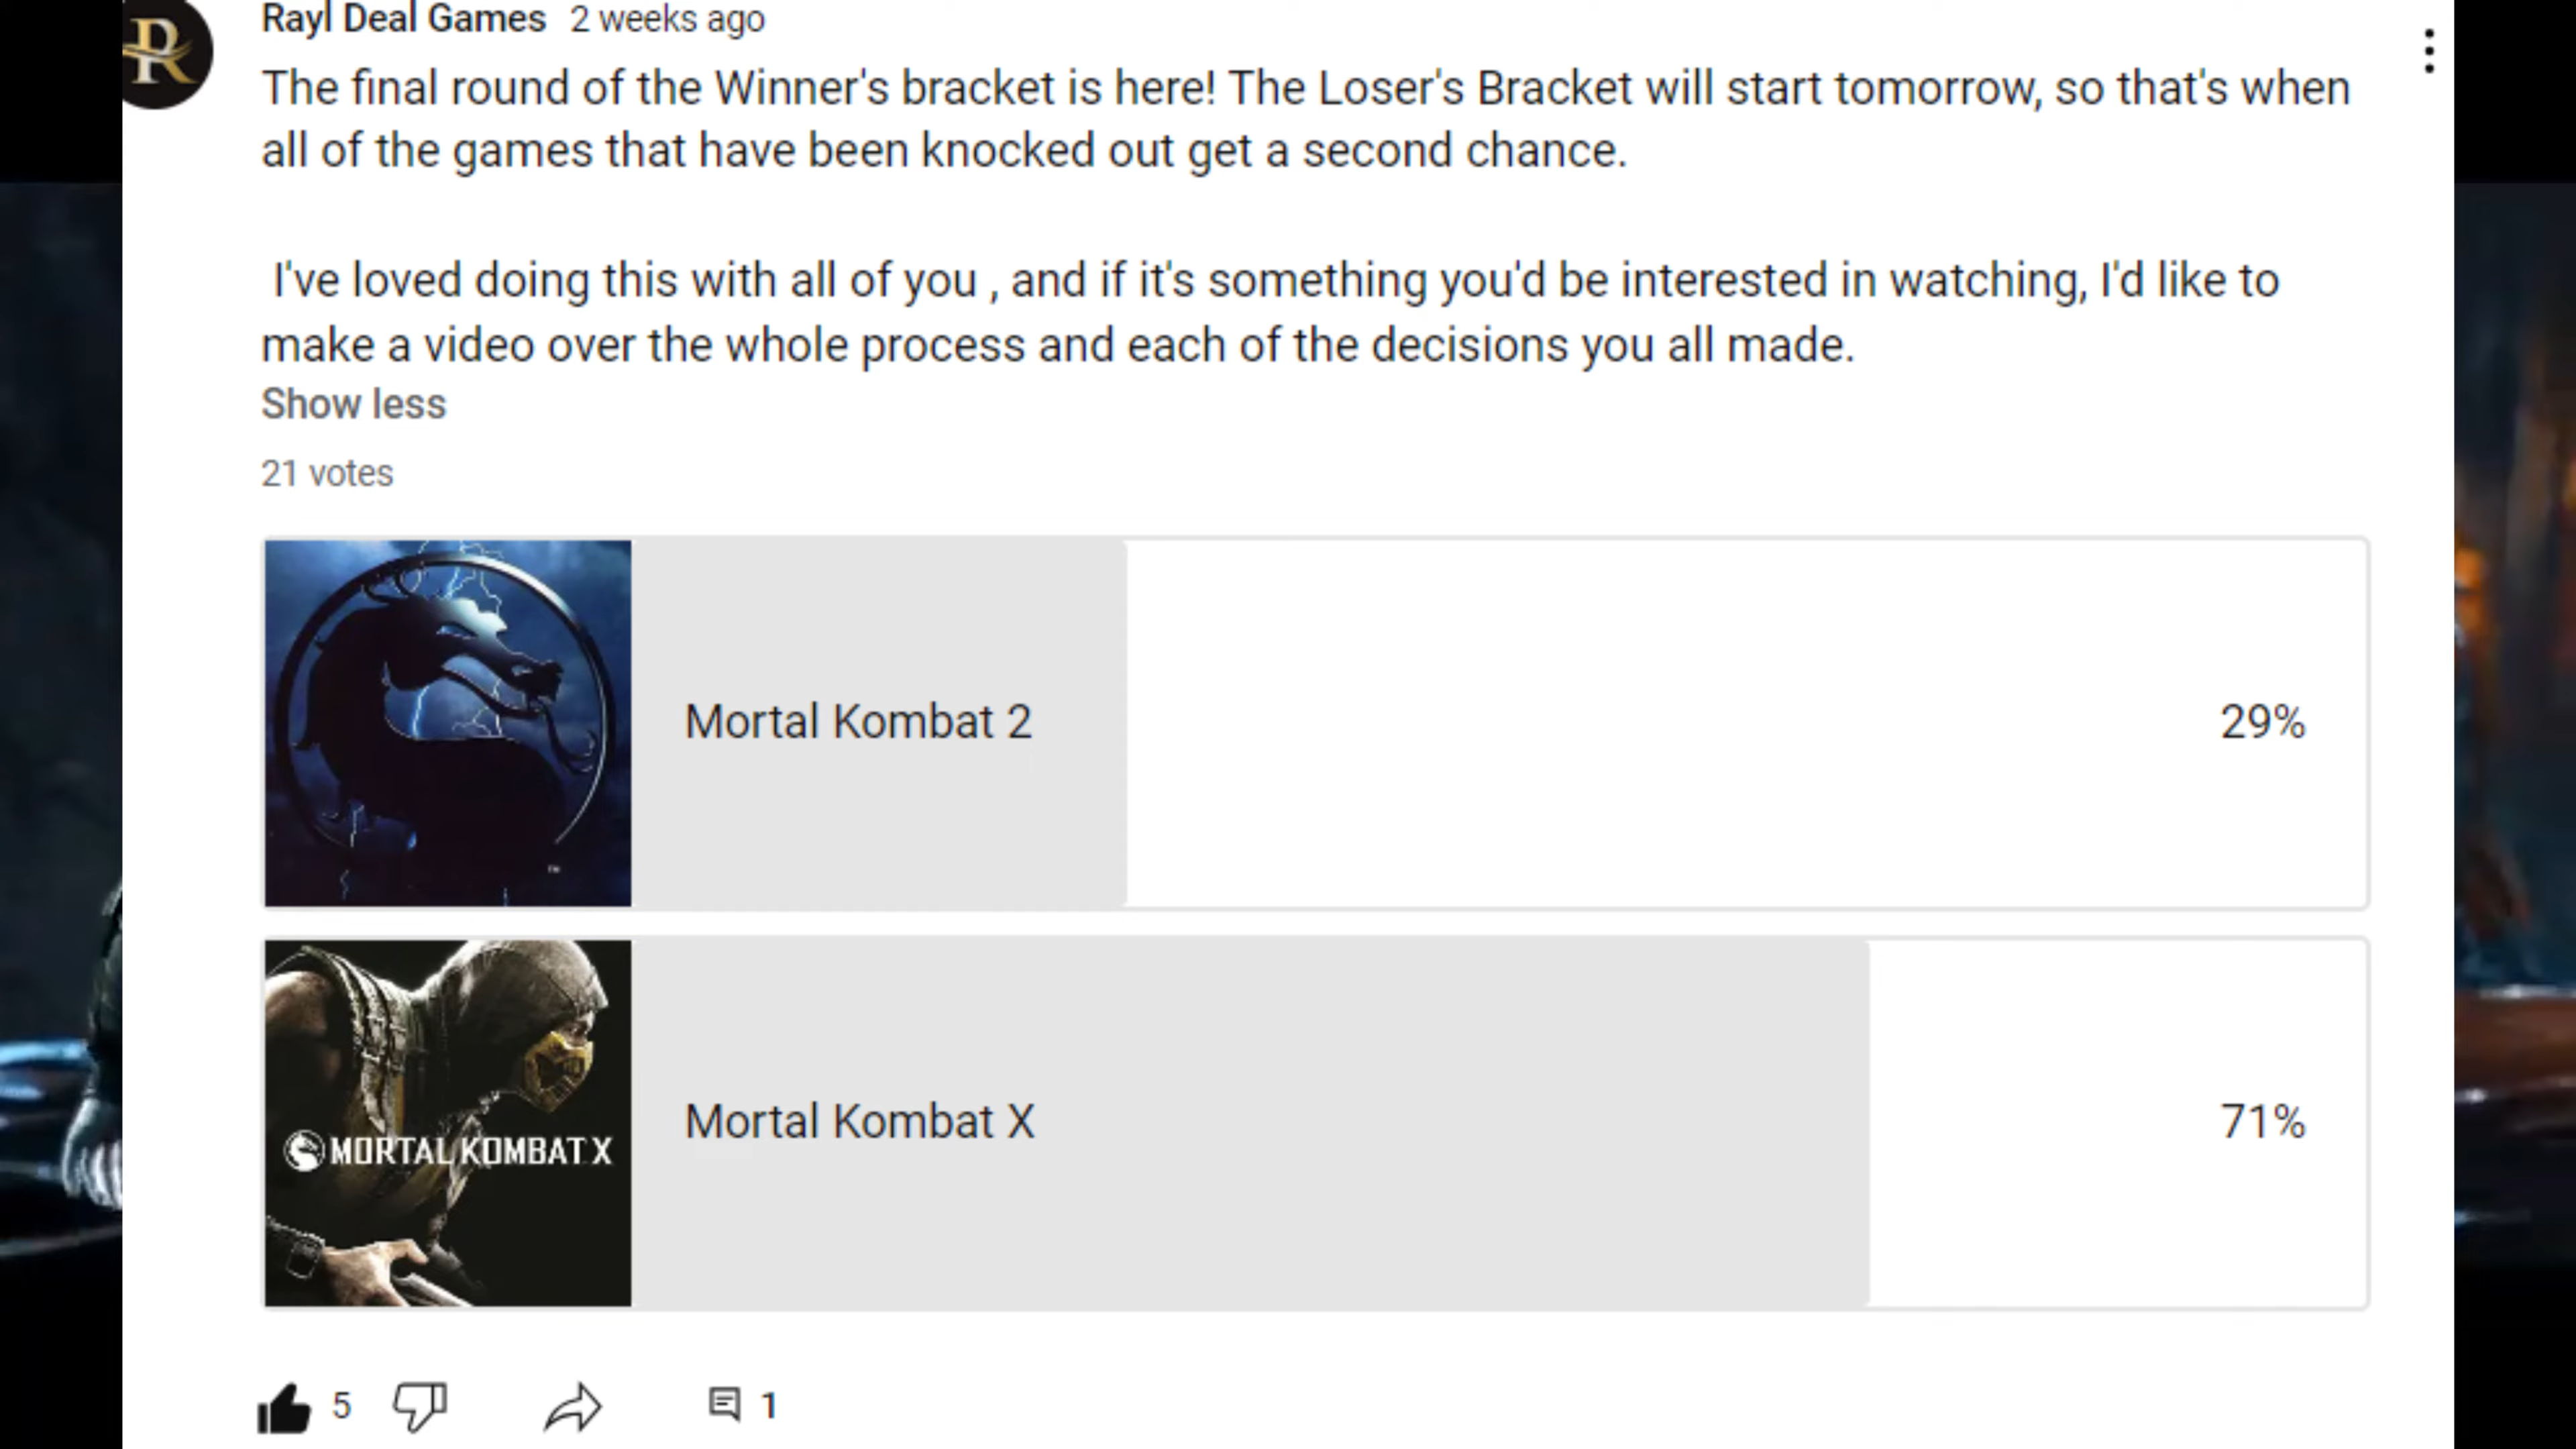 Rayl Deal Games 2 weeks ago
The final round of the Winner's bracket is here! The Loser's Bracket will start tomorrow, so that's when
all of the games that have been knocked out get a second chance.
I've loved doing this with all of you , and if it's something you'd be interested in watching, I'd like to
make a video over the whole process and each of the decisions you all made.
Show less
21 votes
Mortal Kombat 2 29%
TM
MORTAL KOMBAT X
Mortal Kombat X 71%
5 1